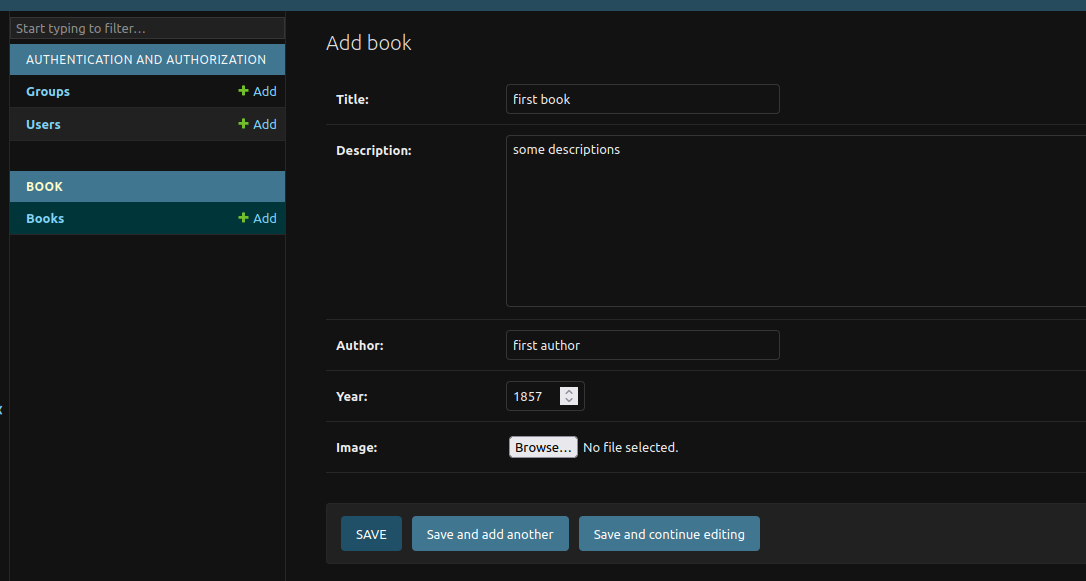 Start typing to filter...
AUTHENTICATION AND AUTHORIZATION
Groups + Add
Users + Add
BOOK
Books + Add
Add book
Title: first book
Description: some descriptions
Author: first author
Year: 1857
Image: Browse... No file selected.
SAVE Save and add another Save and continue editing